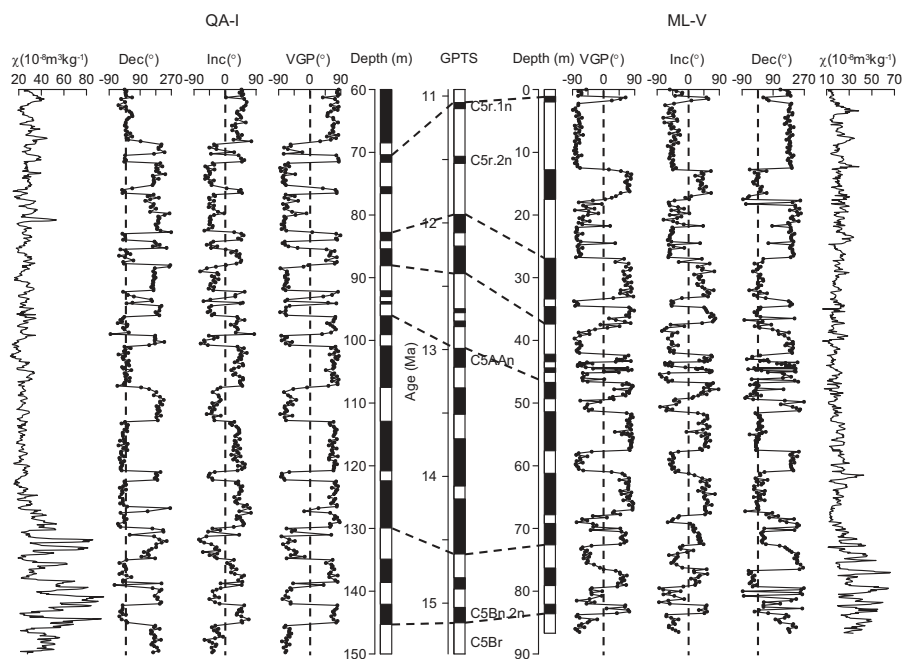 QA-I ML-V
χ(10⁻⁸m³kg⁻¹) Dec(°) Inc(°) VGP(°) Depth (m) GPTS Depth (m) VGP(°) Inc(°) Dec(°) χ(10⁻⁸m³kg⁻¹)
20 40 60 80 -90 90 270 -90 0 90 -90 0 90 -90 0 90 -90 0 90 -90 90 270 10 30 50 70
60 0
11
C5r.1n
70 10
C5r.2n
80 20
12
90 30
100 40
13
C5AAn
Age (Ma)
110 50
120 60
14
130 70
140 80
15
C5Bn.2n
C5Br
150 90